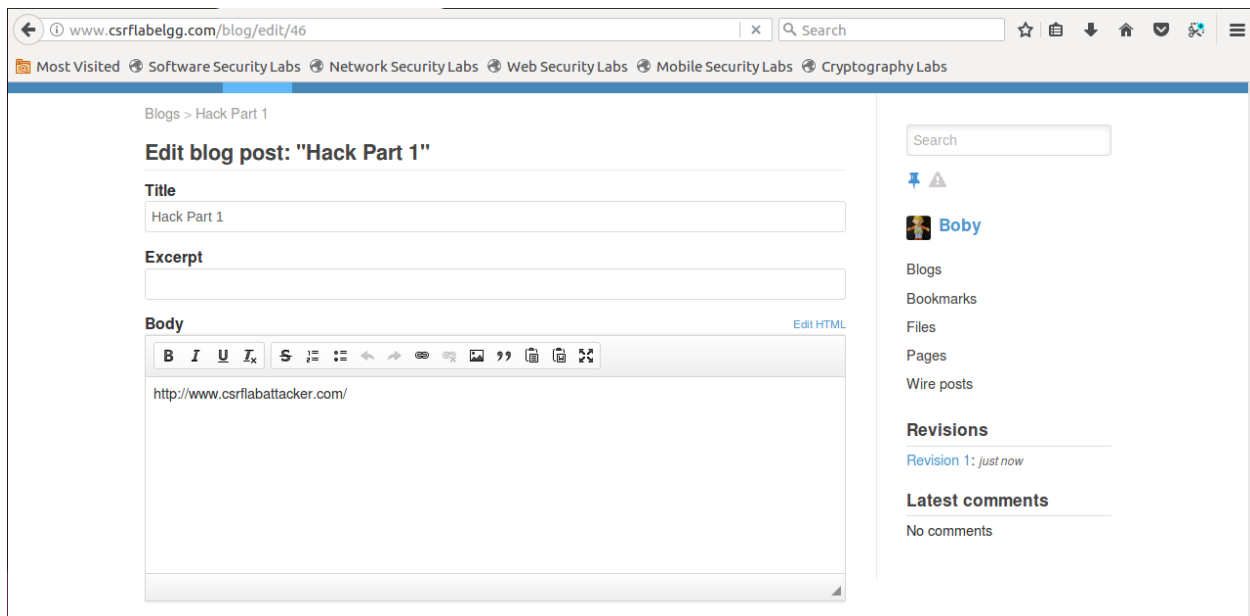 www.csrflabelgg.com/blog/edit/46
Search
Most Visited Software Security Labs Network Security Labs Web Security Labs Mobile Security Labs Cryptography Labs
Blogs > Hack Part 1
Edit blog post: "Hack Part 1"
Title
Hack Part 1
Excerpt
Body
Edit HTML
B I U Tx S
http://www.csrflabattacker.com/
Search
Boby
Blogs
Bookmarks
Files
Pages
Wire posts
Revisions
Revision 1: just now
Latest comments
No comments